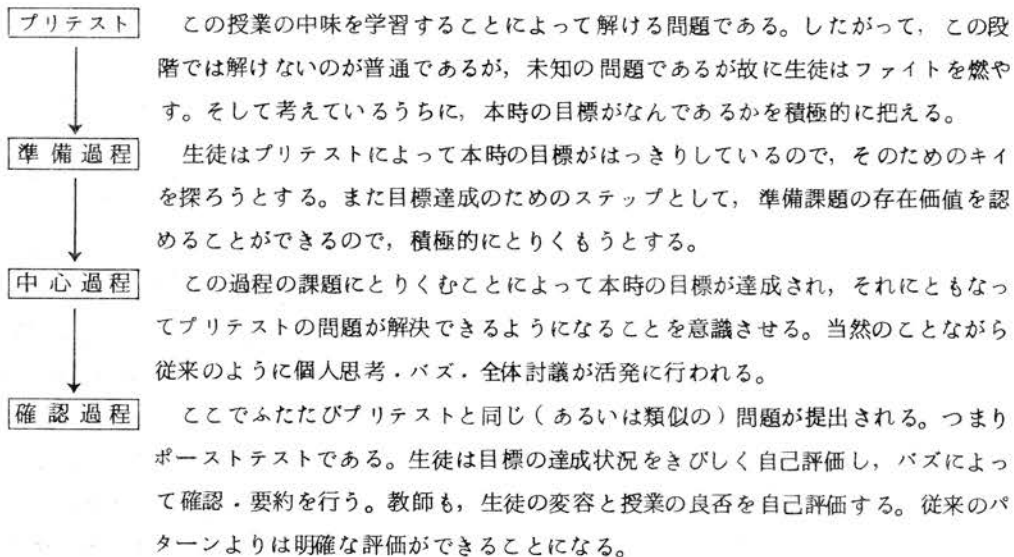 プリテスト　この授業の中味を学習することによって解ける問題である。したがって，この段
階では解けないのが普通であるが，未知の問題であるが故に生徒はファイトを燃や
す。そして考えているうちに，本時の目標がなんであるかを積極的に把える。
準備過程　生徒はプリテストによって本時の目標がはっきりしているので，そのためのキイ
を探ろうとする。また目標達成のためのステップとして，準備課題の存在価値を認
めることができるので，積極的にとりくもうとする。
中心過程　この過程の課題にとりくむことによって本時の目標が達成され，それにともなっ
てプリテストの問題が解決できるようになることを意識させる。当然のことながら
従来のように個人思考・バズ・全体討議が活発に行われる。
確認過程　ここでふたたびプリテストと同じ（あるいは類似の）問題が提出される。つまり
ポーストテストである。生徒は目標の達成状況をきびしく自己評価し，バズによっ
て確認・要約を行う。教師も，生徒の変容と授業の良否を自己評価する。従来のパ
ターンよりは明確な評価ができることになる。